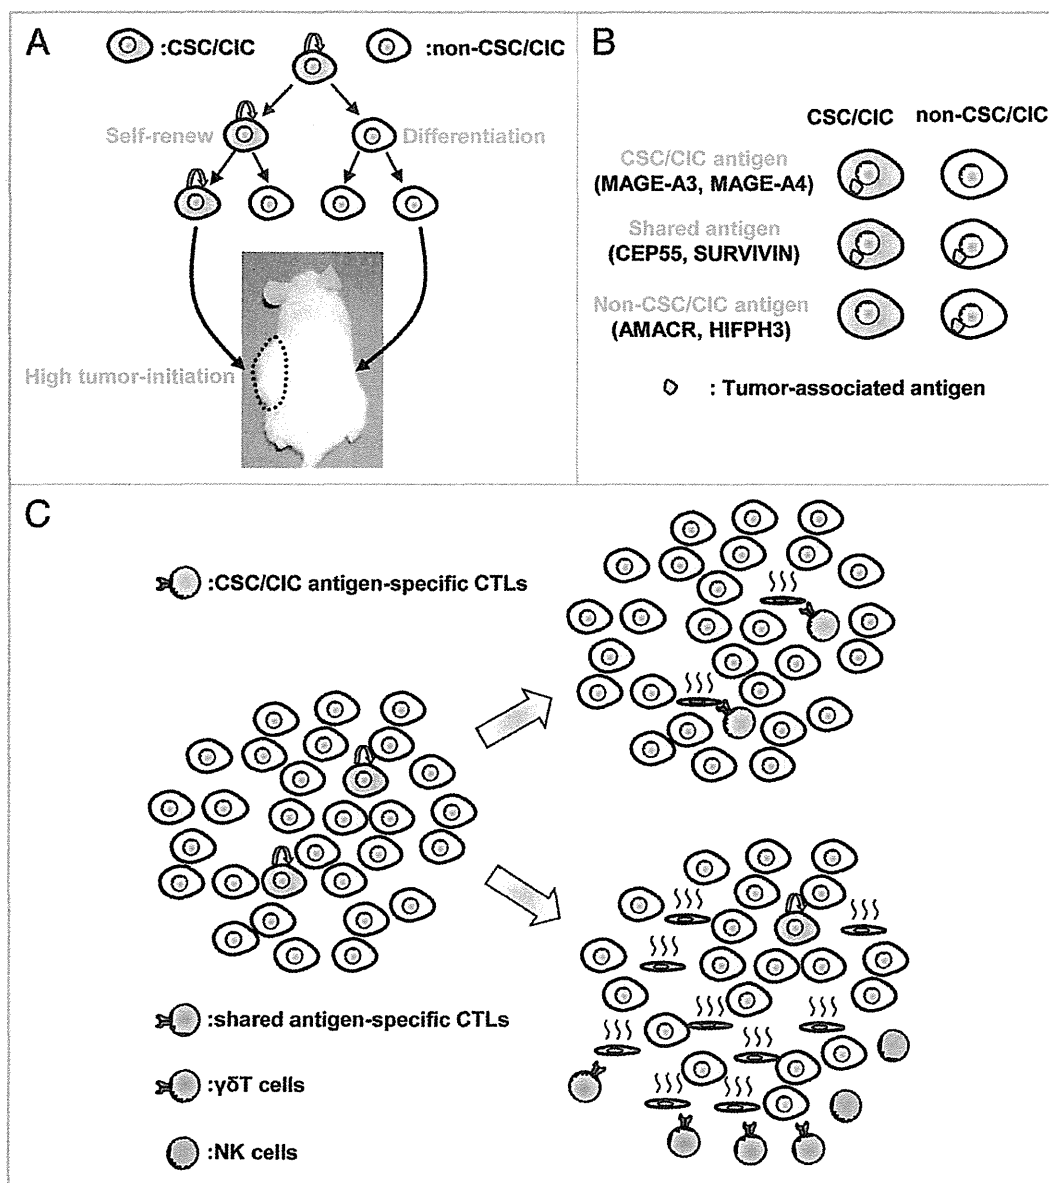 A
:CSC/CIC
:non-CSC/CIC
Self-renew
Differentiation
High tumor-initiation
B
CSC/CIC
non-CSC/CIC
CSC/CIC antigen
(MAGE-A3, MAGE-A4)
Shared antigen
(CEP55, SURVIVIN)
Non-CSC/CIC antigen
(AMACR, HIFPH3)
: Tumor-associated antigen
C
:CSC/CIC antigen-specific CTLs
:shared antigen-specific CTLs
:γδT cells
:NK cells